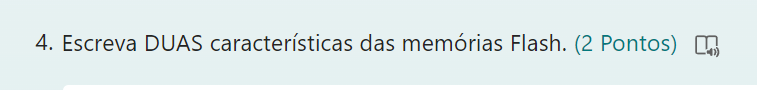 4. Escreva DUAS características das memórias Flash. (2 Pontos)